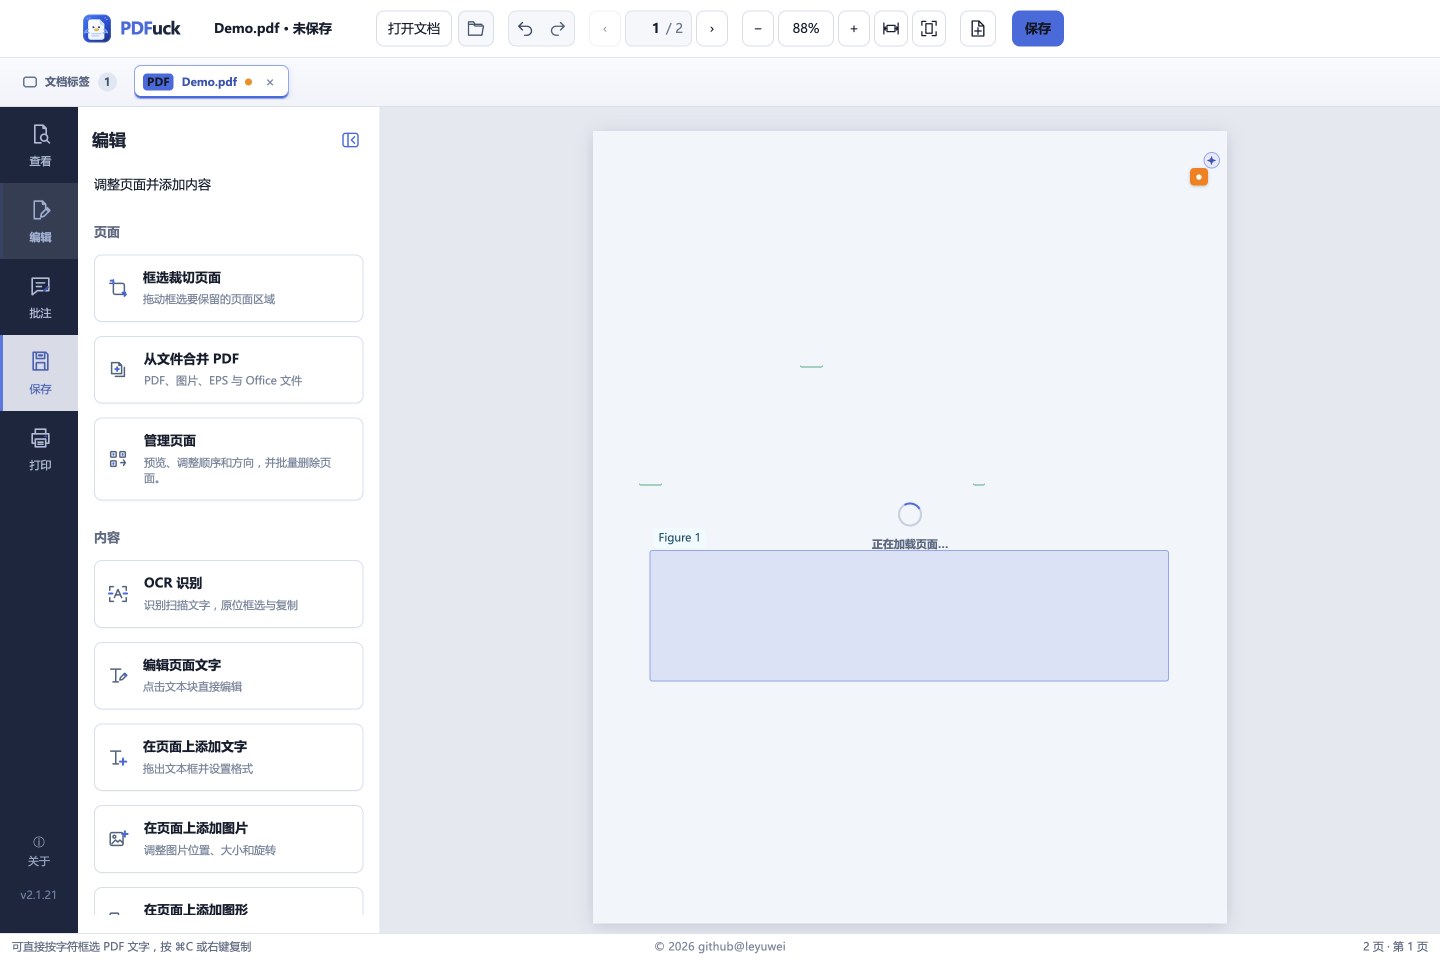 PDFuck
Demo.pdf • 未保存
打开文档
1 / 2
88%
保存
文档标签 1
PDF Demo.pdf
查看
编辑
批注
保存
打印
关于
v2.1.21
编辑
调整页面并添加内容
页面
框选裁切页面
拖动框选要保留的页面区域
从文件合并 PDF
PDF、图片、EPS 与 Office 文件
管理页面
预览、调整顺序和方向，并批量删除页
面。
内容
OCR 识别
识别扫描文字，原位框选与复制
编辑页面文字
点击文本块直接编辑
在页面上添加文字
拖出文本框并设置格式
在页面上添加图片
调整图片位置、大小和旋转
在页面上添加图形
正在加载页面...
Figure 1
可直接按字符框选 PDF 文字，按 ⌘C 或右键复制
© 2026 github@leyuwei
2 页 · 第 1 页